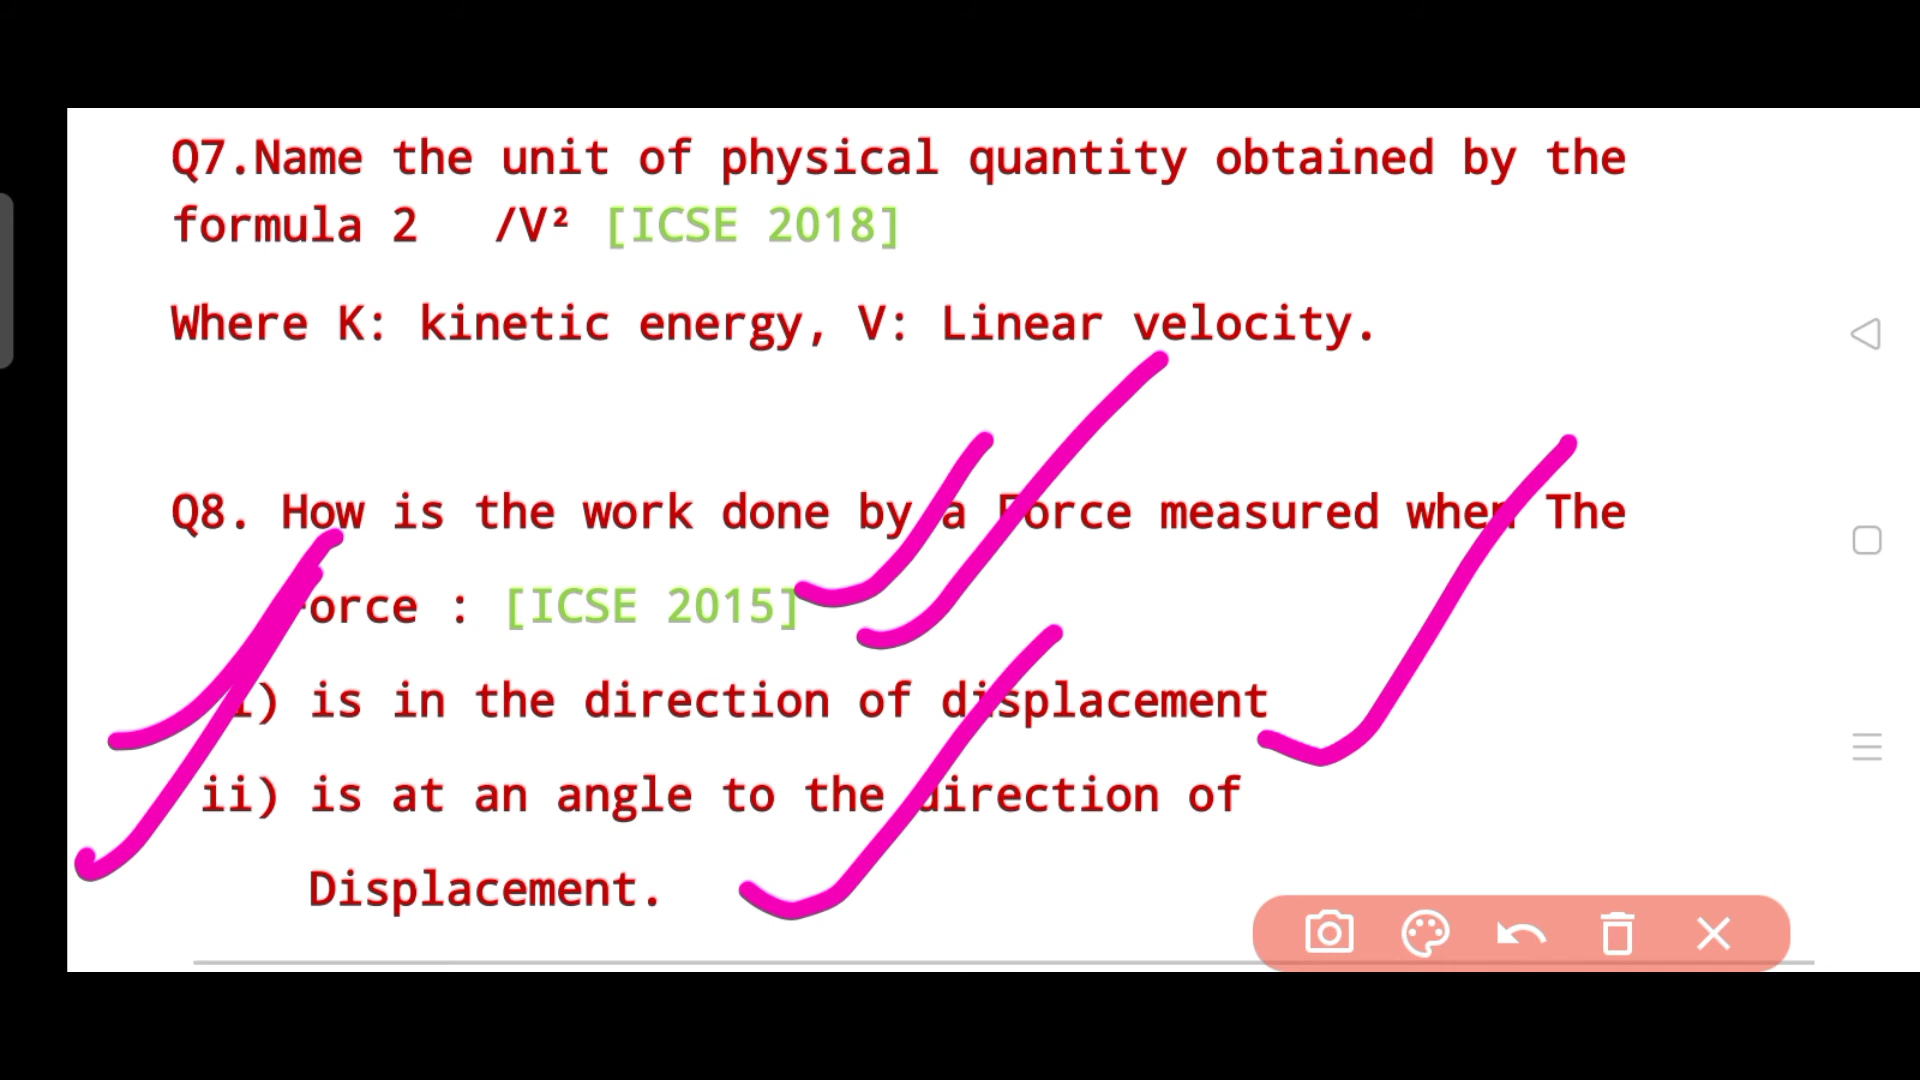 Q7.Name the unit of physical quantity obtained by the
formula 2 /V² [ICSE 2018]
Where K: kinetic energy, V: Linear velocity.
Q8. How is the work done by a Force measured when The
Force : [ICSE 2015]
i) is in the direction of displacement
ii) is at an angle to the direction of
Displacement.